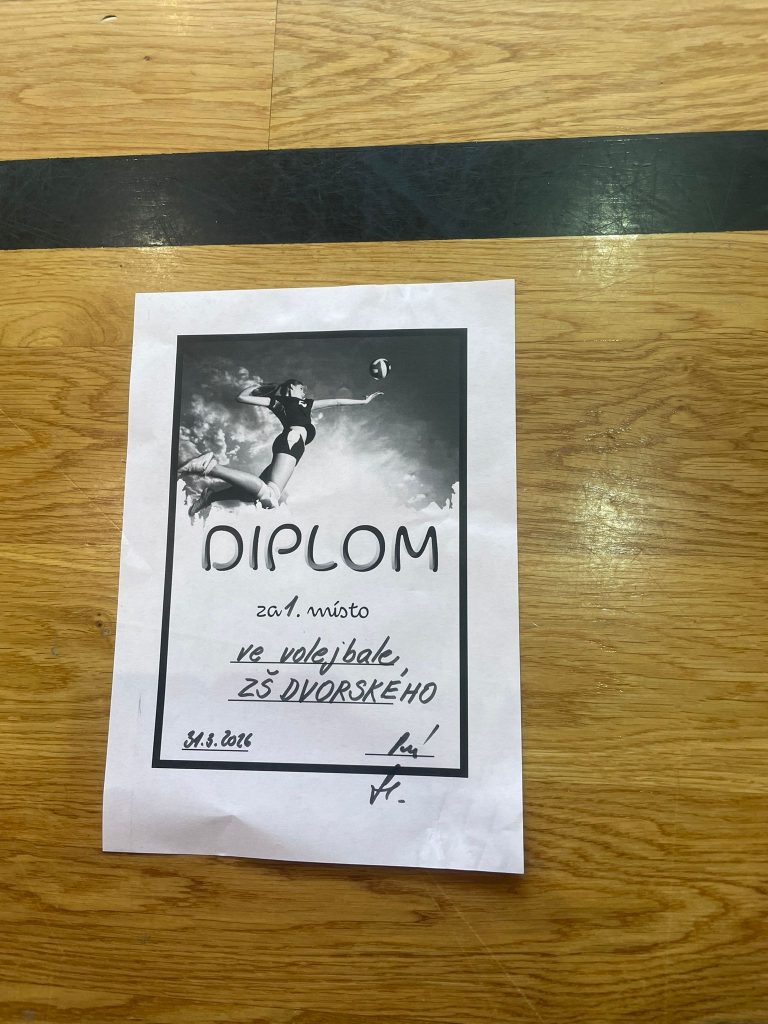 DIPLOM
za 1. místo
ve volejbale,
ZŠ DVORSKÉHO
31.3.2026